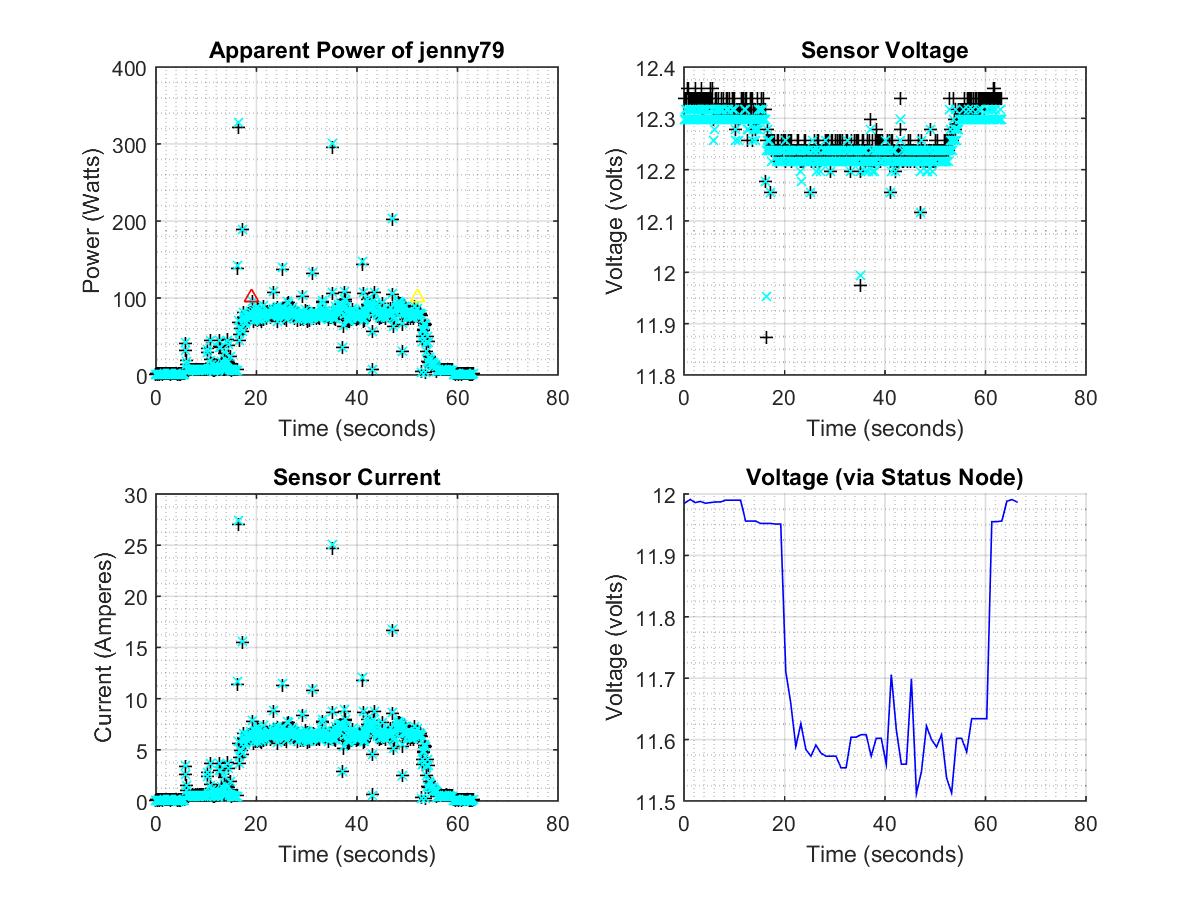 Apparent Power of jenny79
400
300
200
100
0
Power (Watts)
0 20 40 60 80
Time (seconds)
Sensor Voltage
12.4
12.3
12.2
12.1
12
11.9
11.8
Voltage (volts)
0 20 40 60 80
Time (seconds)
Sensor Current
30
25
20
15
10
5
0
Current (Amperes)
0 20 40 60 80
Time (seconds)
Voltage (via Status Node)
12
11.9
11.8
11.7
11.6
11.5
Voltage (volts)
0 20 40 60 80
Time (seconds)